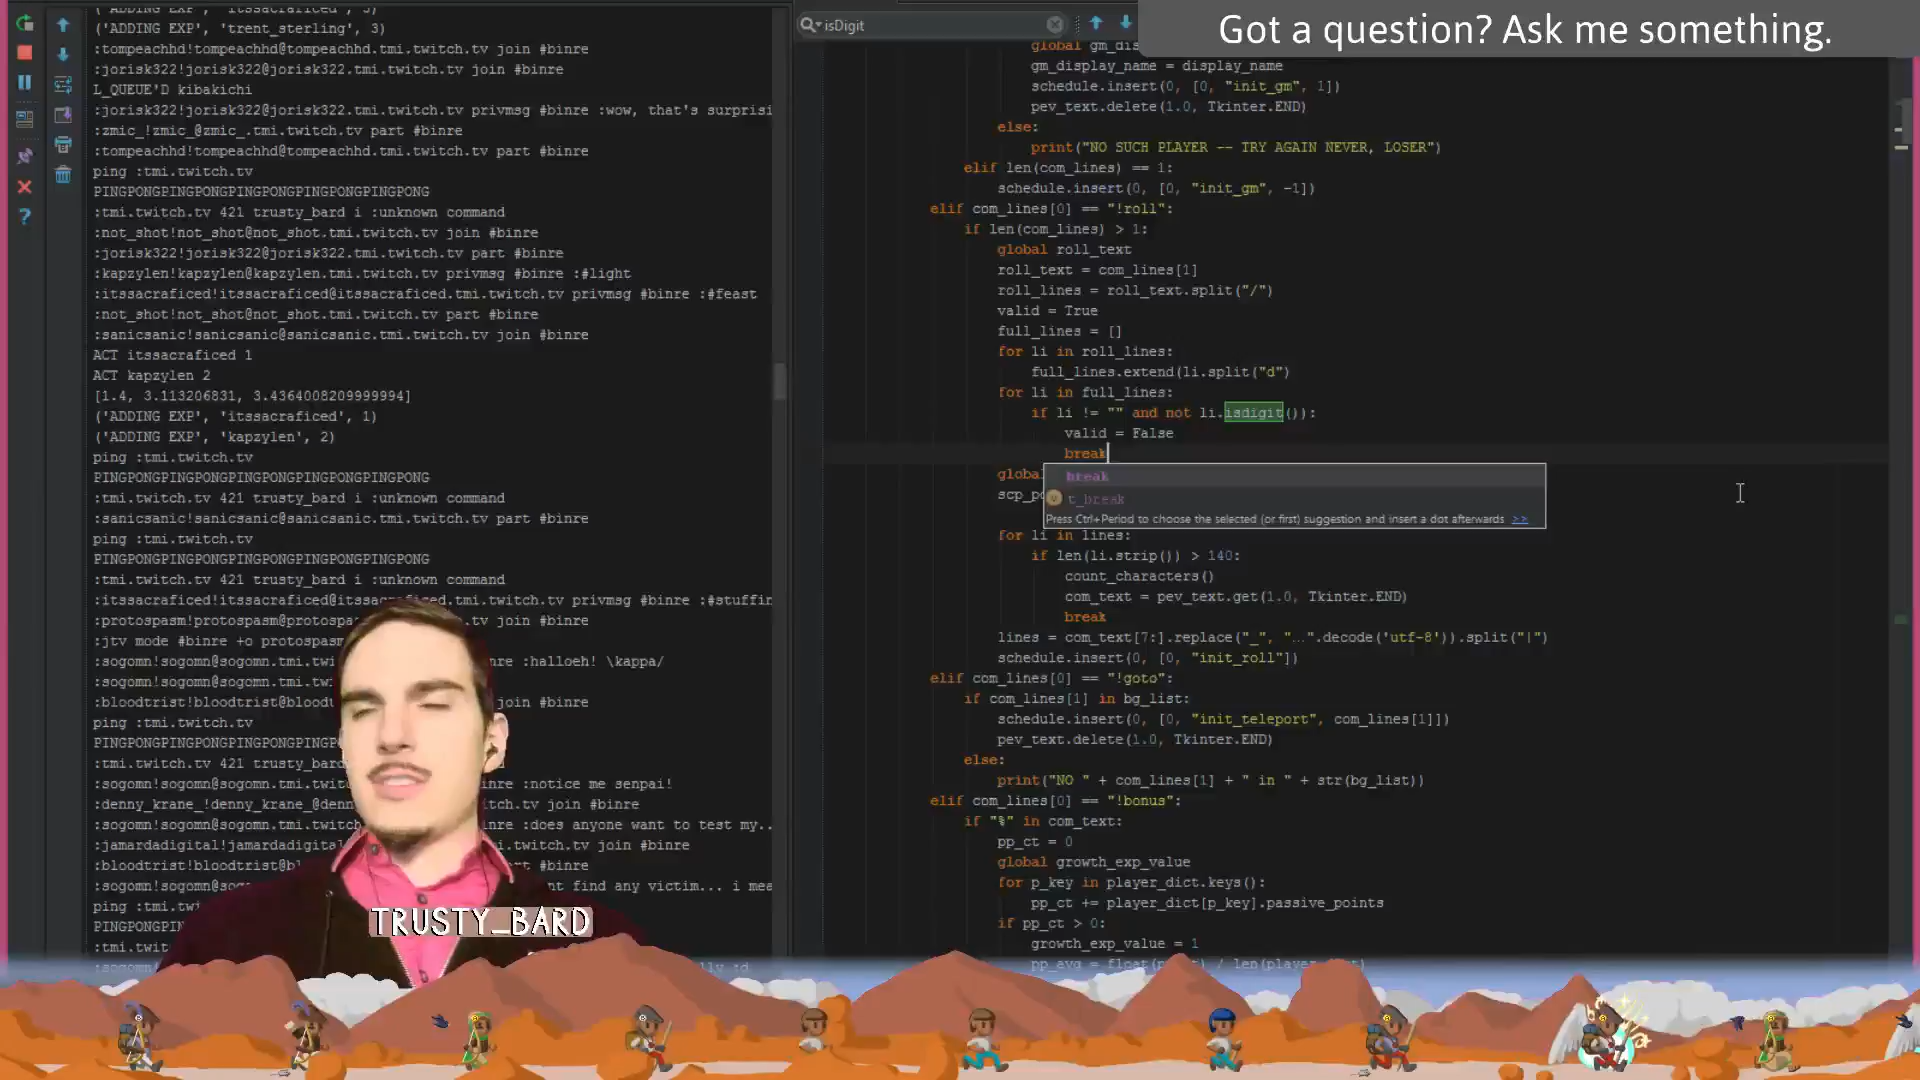 ('ADDING EXP', 'trent_sterling', 3)
:tompeachhd!tompeachhd@tompeachhd.tmi.twitch.tv join #binre
:jorisk322!jorisk322@jorisk322.tmi.twitch.tv join #binre
L_QUEUE'D kibakichi
:jorisk322!jorisk322@jorisk322.tmi.twitch.tv privmsg #binre :wow, that's surprisi
:zmic_!zmic_@zmic_.tmi.twitch.tv part #binre
:tompeachhd!tompeachhd@tompeachhd.tmi.twitch.tv part #binre
ping :tmi.twitch.tv
PINGPONGPINGPONGPINGPONGPINGPONGPINGPONG
:tmi.twitch.tv 421 trusty_bard i :unknown command
:not_shot!not_shot@not_shot.tmi.twitch.tv join #binre
:jorisk322!jorisk322@jorisk322.tmi.twitch.tv part #binre
:kapzylen!kapzylen@kapzylen.tmi.twitch.tv privmsg #binre :#light
:itssacraficed!itssacraficed@itssacraficed.tmi.twitch.tv privmsg #binre :#feast
:not_shot!not_shot@not_shot.tmi.twitch.tv part #binre
:sanicsanic!sanicsanic@sanicsanic.tmi.twitch.tv join #binre
ACT itssacraficed 1
ACT kapzylen 2
[1.4, 3.113206831, 3.4364008209999994]
('ADDING EXP', 'itssacraficed', 1)
('ADDING EXP', 'kapzylen', 2)
ping :tmi.twitch.tv
PINGPONGPINGPONGPINGPONGPINGPONGPINGPONG
:tmi.twitch.tv 421 trusty_bard i :unknown command
:sanicsanic!sanicsanic@sanicsanic.tmi.twitch.tv part #binre
ping :tmi.twitch.tv
PINGPONGPINGPONGPINGPONGPINGPONGPINGPONG
:tmi.twitch.tv 421 trusty_bard i :unknown command
:itssacraficed!itssacraficed@itssacraficed.tmi.twitch.tv privmsg #binre :#stuffin
:protospasm!protospasm@protosp join #binre
:jtv mode #binre +o protospasm
:sogomn!sogomn@sogomn.tmi.twi nre :halloeh! \kappa/
:sogomn!sogomn@sogomn.tmi
:bloodtrist!bloodtrist@blood join #binre
ping :tmi.twitch.tv
PINGPONGPINGPONGPINGPONGPING
:tmi.twitch.tv 421 trusty_bard
:sogomn!sogomn@sogomn.tmi.tw inre :notice me senpai!
:denny_krane_!denny_krane_@denn tch.tv join #binre
:sogomn!sogomn@sogomn.tmi.twitch nre :does anyone want to test my..
:jamardadigital!jamardadigital tv join #binre
:bloodtrist!bloodtrist@bl rt #binre
:sogomn!sogomn@sog nt find any victim... i mea
ping :tmi.t
PINGPON
:tmi.twit
TRUSTY_BARD
isDigit
Got a question? Ask me something.
global gm_dis
gm_display_name = display_name
schedule.insert(0, [0, "init_gm", 1])
pev_text.delete(1.0, Tkinter.END)
else:
print("NO SUCH PLAYER -- TRY AGAIN NEVER, LOSER")
elif len(com_lines) == 1:
schedule.insert(0, [0, "init_gm", -1])
elif com_lines[0] == "!roll":
if len(com_lines) > 1:
global roll_text
roll_text = com_lines[1]
roll_lines = roll_text.split("/")
valid = True
full_lines = []
for li in roll_lines:
full_lines.extend(li.split("d")
for li in full_lines:
if li != "" and not li.isdigit()):
valid = False
break
globa
break
scp_p
t_break
Press Ctrl+Period to choose the selected (or first) suggestion and insert a dot afterwards >>
for li in lines:
if len(li.strip()) > 140:
count_characters()
com_text = pev_text.get(1.0, Tkinter.END)
break
lines = com_text[7:].replace("_", "…".decode('utf-8')).split("|")
schedule.insert(0, [0, "init_roll"])
elif com_lines[0] == "!goto":
if com_lines[1] in bg_list:
schedule.insert(0, [0, "init_teleport", com_lines[1]])
pev_text.delete(1.0, Tkinter.END)
else:
print("NO " + com_lines[1] + " in " + str(bg_list))
elif com_lines[0] == "!bonus":
if "%" in com_text:
pp_ct = 0
global growth_exp_value
for p_key in player_dict.keys():
pp_ct += player_dict[p_key].passive_points
if pp_ct > 0:
growth_exp_value = 1